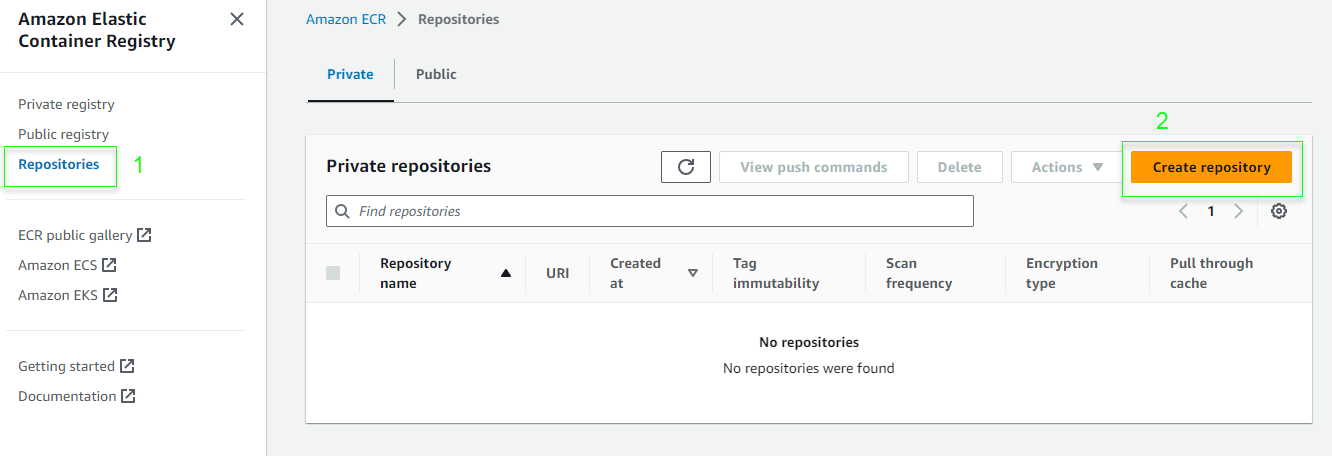 Amazon Elastic
Container Registry
Private registry
Public registry
Repositories 1
ECR public gallery
Amazon ECS
Amazon EKS
Getting started
Documentation
Amazon ECR > Repositories
Private Public
2
Private repositories View push commands Delete Actions Create repository
Find repositories
1
Repository name URI Created at Tag immutability Scan frequency Encryption type Pull through cache
No repositories
No repositories were found